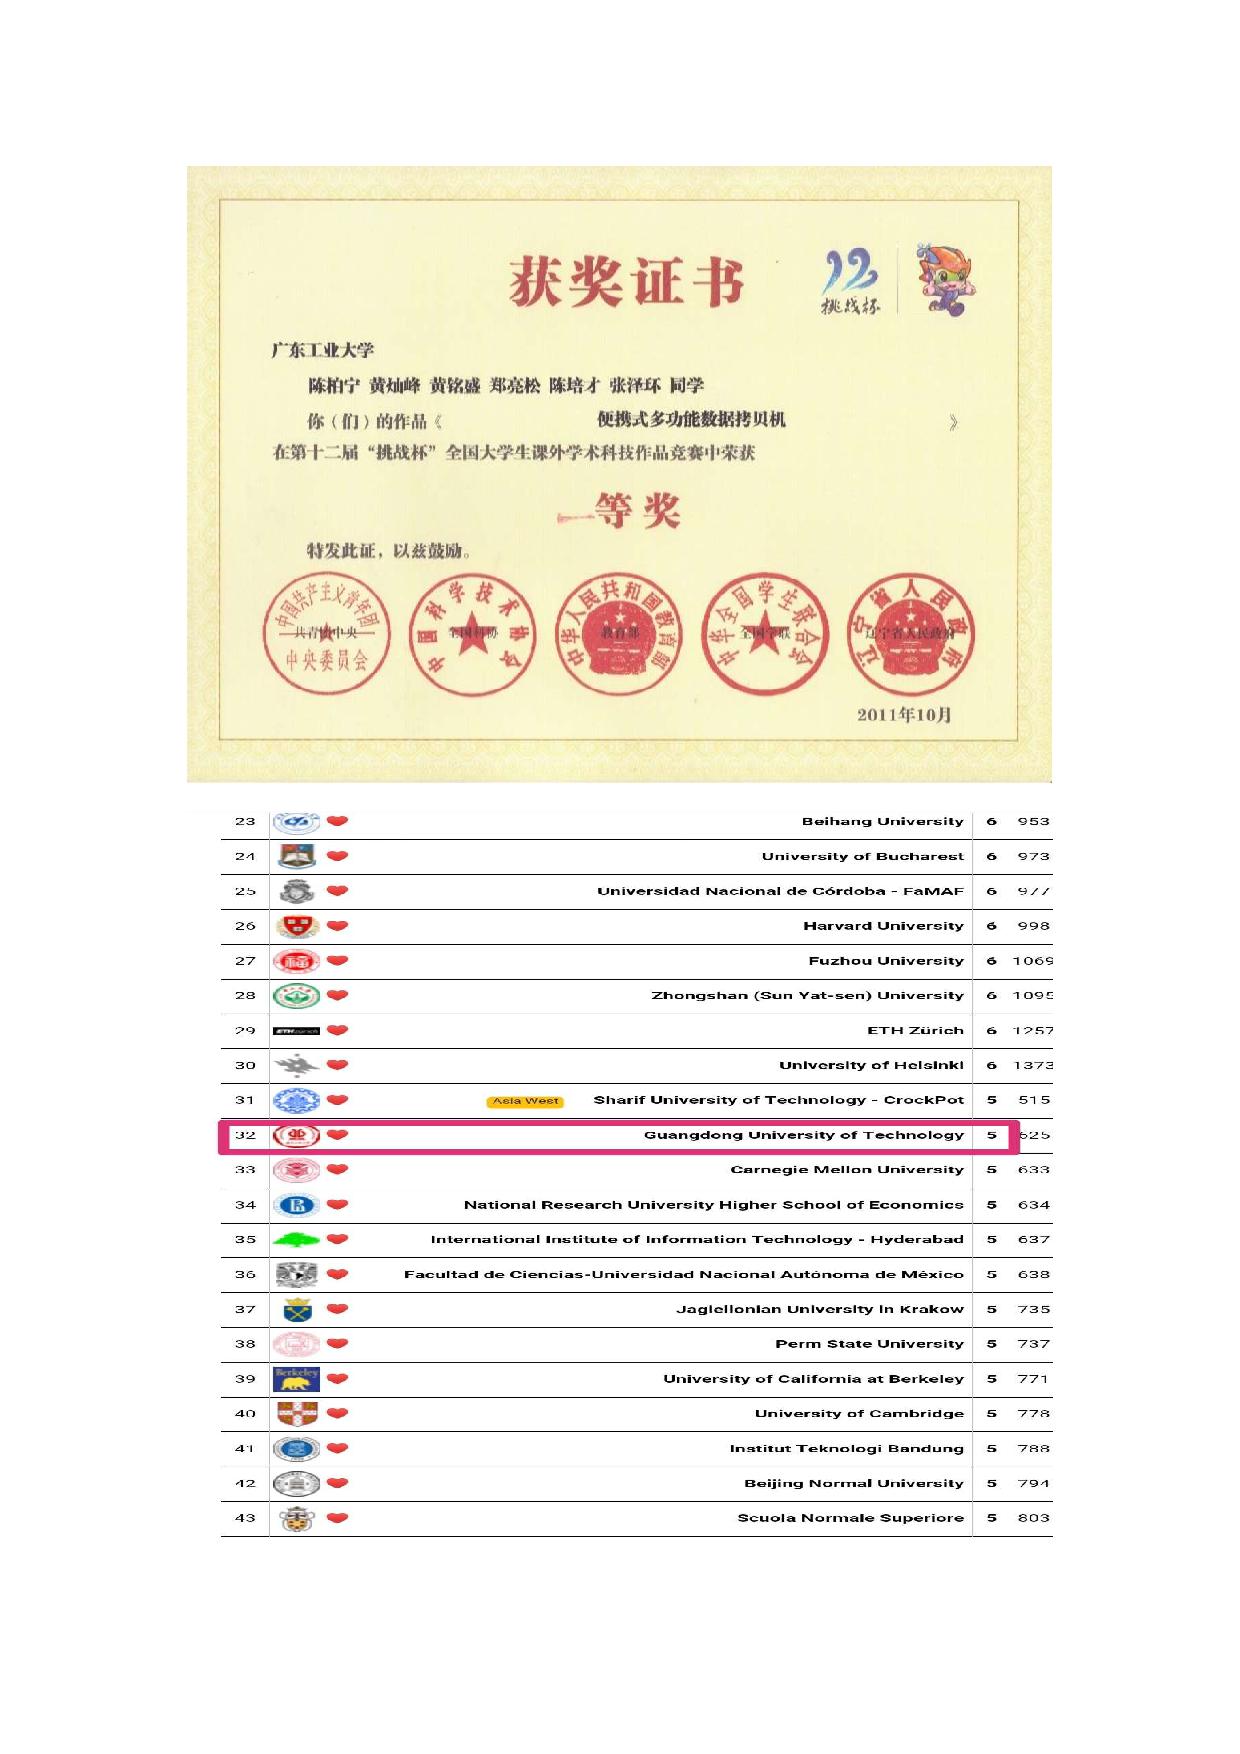 获奖证书
12
挑战杯
广东工业大学
陈柏宁 黄灿峰 黄铭盛 郑亮松 陈培才 张泽环 同学
你（们）的作品《 便携式多功能数据拷贝机 》
在第十二届“挑战杯”全国大学生课外学术科技作品竞赛中荣获
一等奖
特发此证，以兹鼓励。
中国共产主义青年团
共青团中央
中央委员会
中国科学技术协会
全国科协
中华人民共和国教育部
教育部
中华全国学生联合会
全国学联
辽宁省人民政府
辽宁省人民政府
2011年10月
23 Beihang University 6 953
24 University of Bucharest 6 973
25 Universidad Nacional de Córdoba - FaMAF 6 977
26 Harvard University 6 998
27 Fuzhou University 6 1069
28 Zhongshan (Sun Yat-sen) University 6 1095
29 ETH zürich ETH Zürich 6 1257
30 University of Helsinki 6 1373
31 Asia West Sharif University of Technology - CrockPot 5 515
32 Guangdong University of Technology 5 625
33 Carnegie Mellon University 5 633
34 National Research University Higher School of Economics 5 634
35 International Institute of Information Technology - Hyderabad 5 637
36 Facultad de Ciencias-Universidad Nacional Autónoma de México 5 638
37 Jagiellonian University in Krakow 5 735
38 Perm State University 5 737
39 Berkeley University of California at Berkeley 5 771
40 University of Cambridge 5 778
41 Institut Teknologi Bandung 5 788
42 Beijing Normal University 5 794
43 Scuola Normale Superiore 5 803